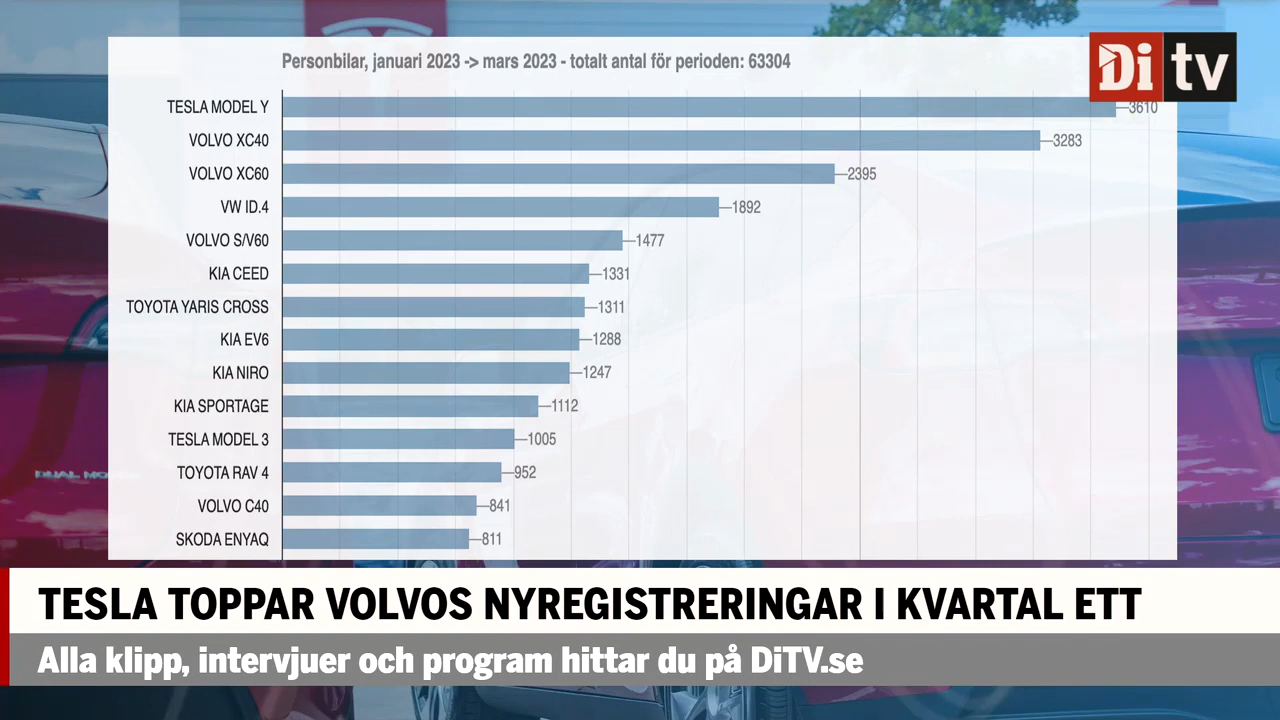 Personbilar, januari 2023 -> mars 2023 - totalt antal för perioden: 63304
Di tv
TESLA MODEL Y 3610
VOLVO XC40 3283
VOLVO XC60 2395
VW ID.4 1892
VOLVO S/V60 1477
KIA CEED 1331
TOYOTA YARIS CROSS 1311
KIA EV6 1288
KIA NIRO 1247
KIA SPORTAGE 1112
TESLA MODEL 3 1005
TOYOTA RAV 4 952
VOLVO C40 841
SKODA ENYAQ 811
DUAL MOTOR
TESLA TOPPAR VOLVOS NYREGISTRERINGAR I KVARTAL ETT
Alla klipp, intervjuer och program hittar du på DiTV.se